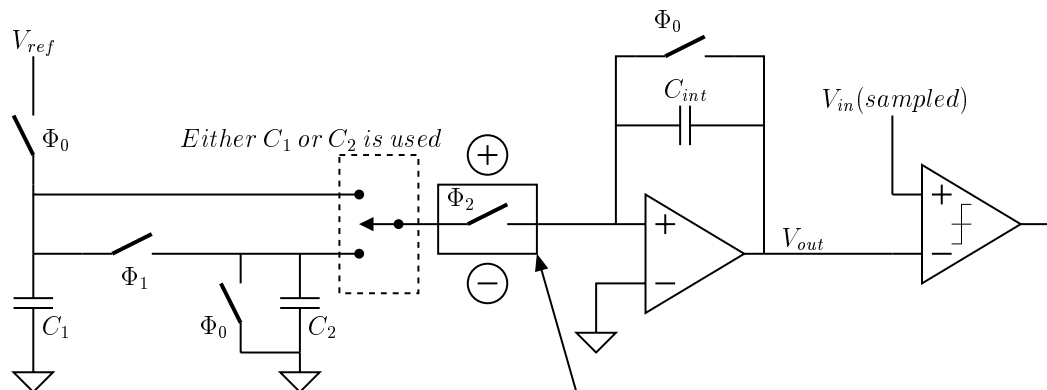 Φ0
Vref
Cint
Vin(sampled)
Φ0
Either C1 or C2 is used
+
Φ2
+
+
Vout
−
Φ1
−
−
C1
Φ0
C2